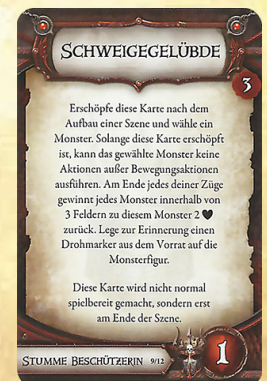 Schweigegelübde
3
Erschöpfe diese Karte nach dem
Aufbau einer Szene und wähle ein
Monster. Solange diese Karte erschöpft
ist, kann das gewählte Monster keine
Aktionen außer Bewegungsaktionen
ausführen. Am Ende jedes deiner Züge
gewinnt jedes Monster innerhalb von
3 Feldern zu diesem Monster 2 ♥
zurück. Lege zur Erinnerung einen
Drohmarker aus dem Vorrat auf die
Monsterfigur.
Diese Karte wird nicht normal
spielbereit gemacht, sondern erst
am Ende der Szene.
Stumme Beschützerin 9/12
1